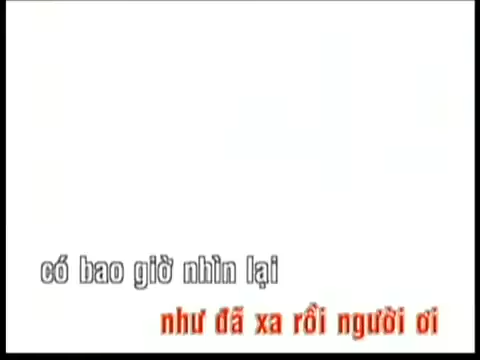 có bao giờ nhìn lại
như đã xa rồi người ơi